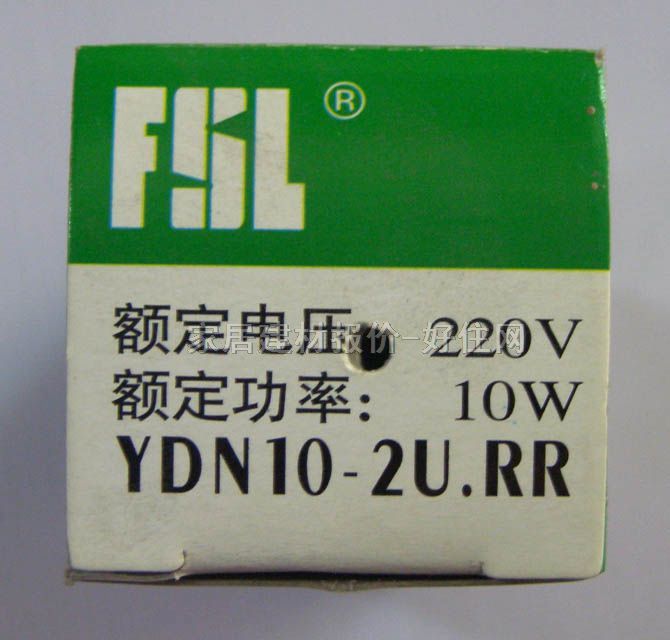 FSL®
额定电压: 220V
家居建材报价-好住网
额定功率: 10W
YDN10-2U.RR